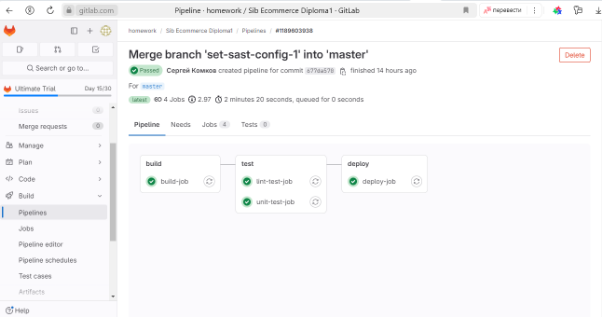 gitlab.com
Pipeline · homework / Sib Ecommerce Diploma1 · GitLab
перевести
homework / Sib Ecommerce Diploma1 / Pipelines / #1189603938
Merge branch 'set-sast-config-1' into 'master'
Delete
Passed Сергей Комков created pipeline for commit finished 14 hours ago
For master
latest 4 Jobs 2.97 2 minutes 20 seconds, queued for 0 seconds
Pipeline Needs Jobs 4 Tests 0
build
build-job
test
lint-test-job
unit-test-job
deploy
deploy-job
Search or go to...
Ultimate Trial Day 15/30
Issues
Merge requests 0
Manage
Plan
Code
Build
Pipelines
Jobs
Pipeline editor
Pipeline schedules
Test cases
Artifacts
Help